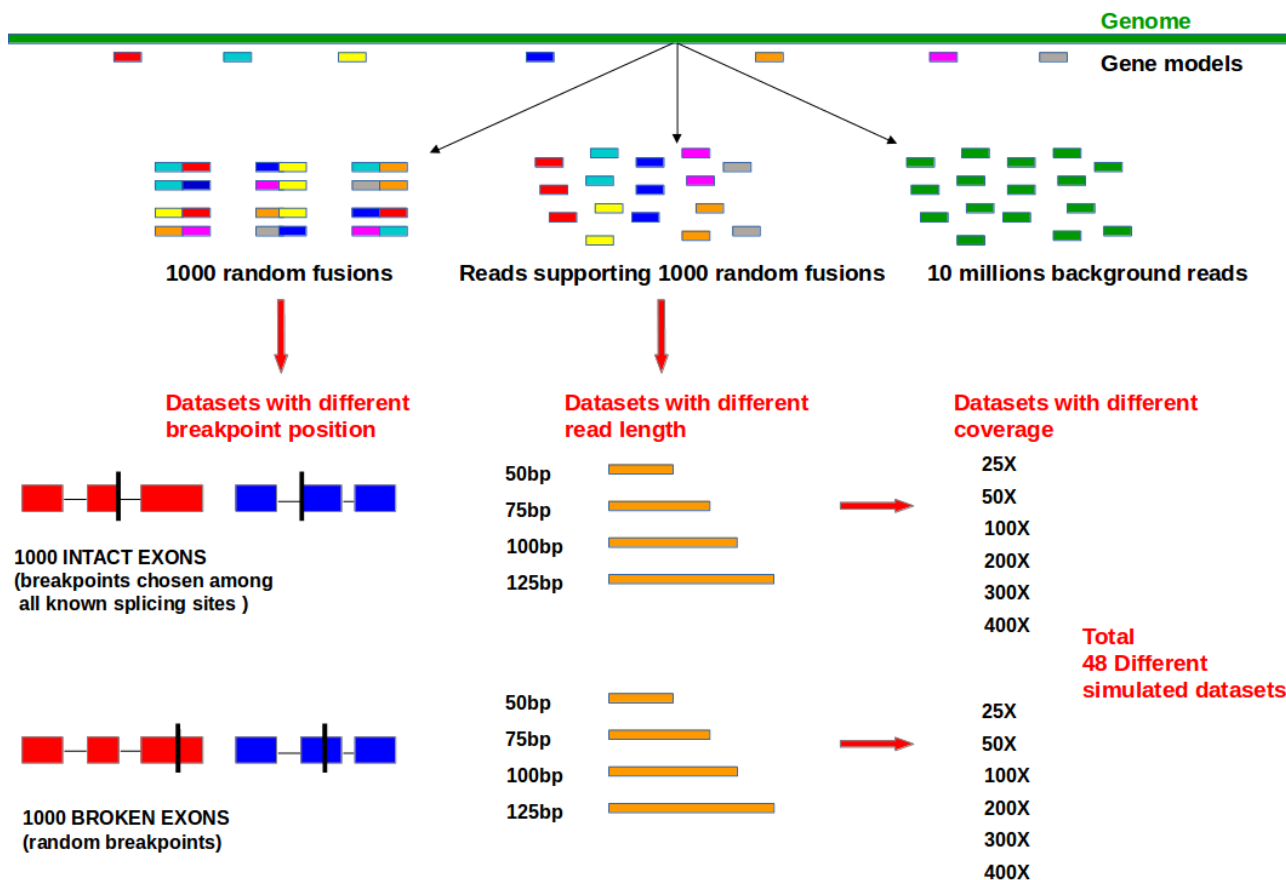 Genome
Gene models
1000 random fusions
Reads supporting 1000 random fusions
10 millions background reads
Datasets with different
breakpoint position
Datasets with different
read length
Datasets with different
coverage
50bp
75bp
100bp
125bp
25X
50X
100X
200X
300X
400X
1000 INTACT EXONS
(breakpoints chosen among
all known splicing sites )
Total
48 Different
simulated datasets
50bp
75bp
100bp
125bp
25X
50X
100X
200X
300X
400X
1000 BROKEN EXONS
(random breakpoints)